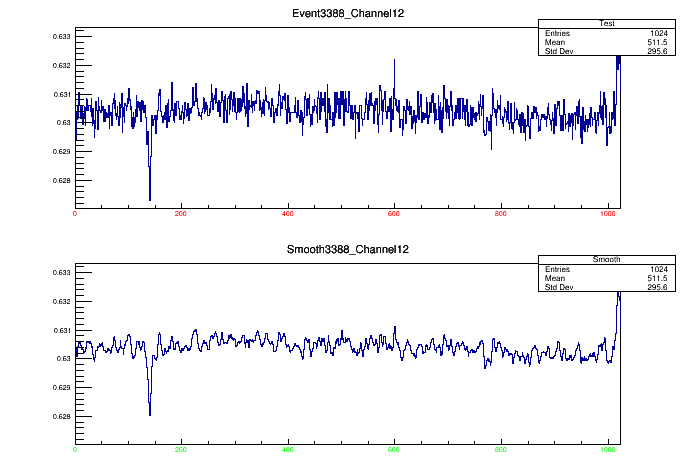 Event3388_Channel12
Test
Entries 1024
Mean 511.5
Std Dev 295.6
0.633
0.632
0.631
0.63
0.629
0.628
0 200 400 600 800 1000
Smooth3388_Channel12
Smooth
Entries 1024
Mean 511.5
Std Dev 295.6
0.633
0.632
0.631
0.63
0.629
0.628
0 200 400 600 800 1000